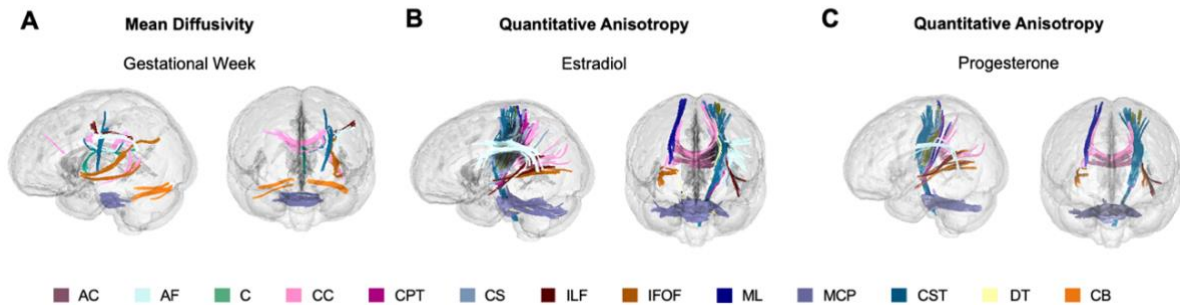 A Mean Diffusivity
Gestational Week
B Quantitative Anisotropy
Estradiol
C Quantitative Anisotropy
Progesterone
AC AF C CC CPT CS ILF IFOF ML MCP CST DT CB